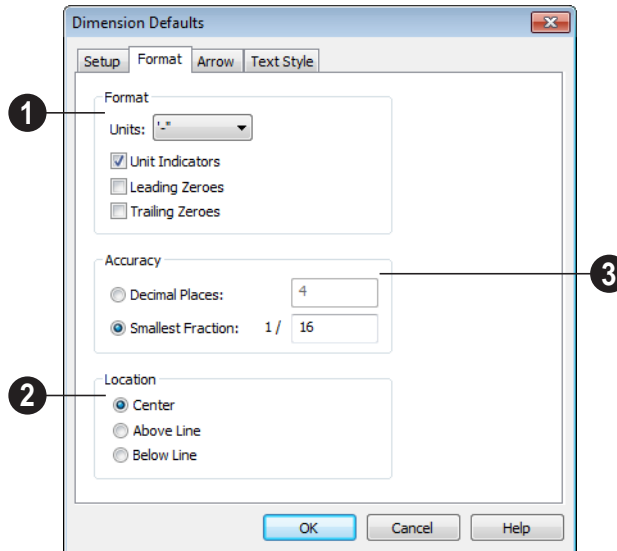 Dimension Defaults
Setup Format Arrow Text Style
1
Format
Units: '-"
Unit Indicators
Leading Zeroes
Trailing Zeroes
Accuracy
3
Decimal Places: 4
Smallest Fraction: 1 / 16
2
Location
Center
Above Line
Below Line
OK Cancel Help